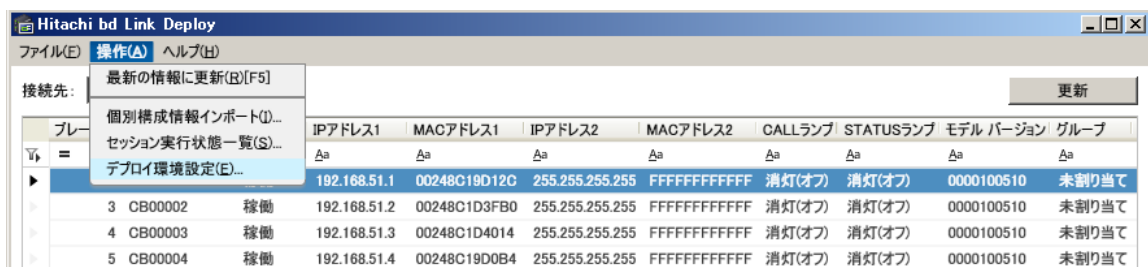 Hitachi bd Link Deploy
ファイル(F) 操作(A) ヘルプ(H)
最新の情報に更新(R)[F5]
接続先: 更新
個別構成情報インポート(I)...
セッション実行状態一覧(S)...
デプロイ環境設定(E)...
ブレー IPアドレス1 MACアドレス1 IPアドレス2 MACアドレス2 CALLランプ STATUSランプ モデル バージョン グループ
= Aa Aa Aa Aa Aa Aa Aa Aa
192.168.51.1 00248C19D12C 255.255.255.255 FFFFFFFFFFFF 消灯(オフ) 消灯(オフ) 0000100510 未割り当て
3 CB00002 稼働 192.168.51.2 00248C1D3FB0 255.255.255.255 FFFFFFFFFFFF 消灯(オフ) 消灯(オフ) 0000100510 未割り当て
4 CB00003 稼働 192.168.51.3 00248C1D4014 255.255.255.255 FFFFFFFFFFFF 消灯(オフ) 消灯(オフ) 0000100510 未割り当て
5 CB00004 稼働 192.168.51.4 00248C19D0B4 255.255.255.255 FFFFFFFFFFFF 消灯(オフ) 消灯(オフ) 0000100510 未割り当て